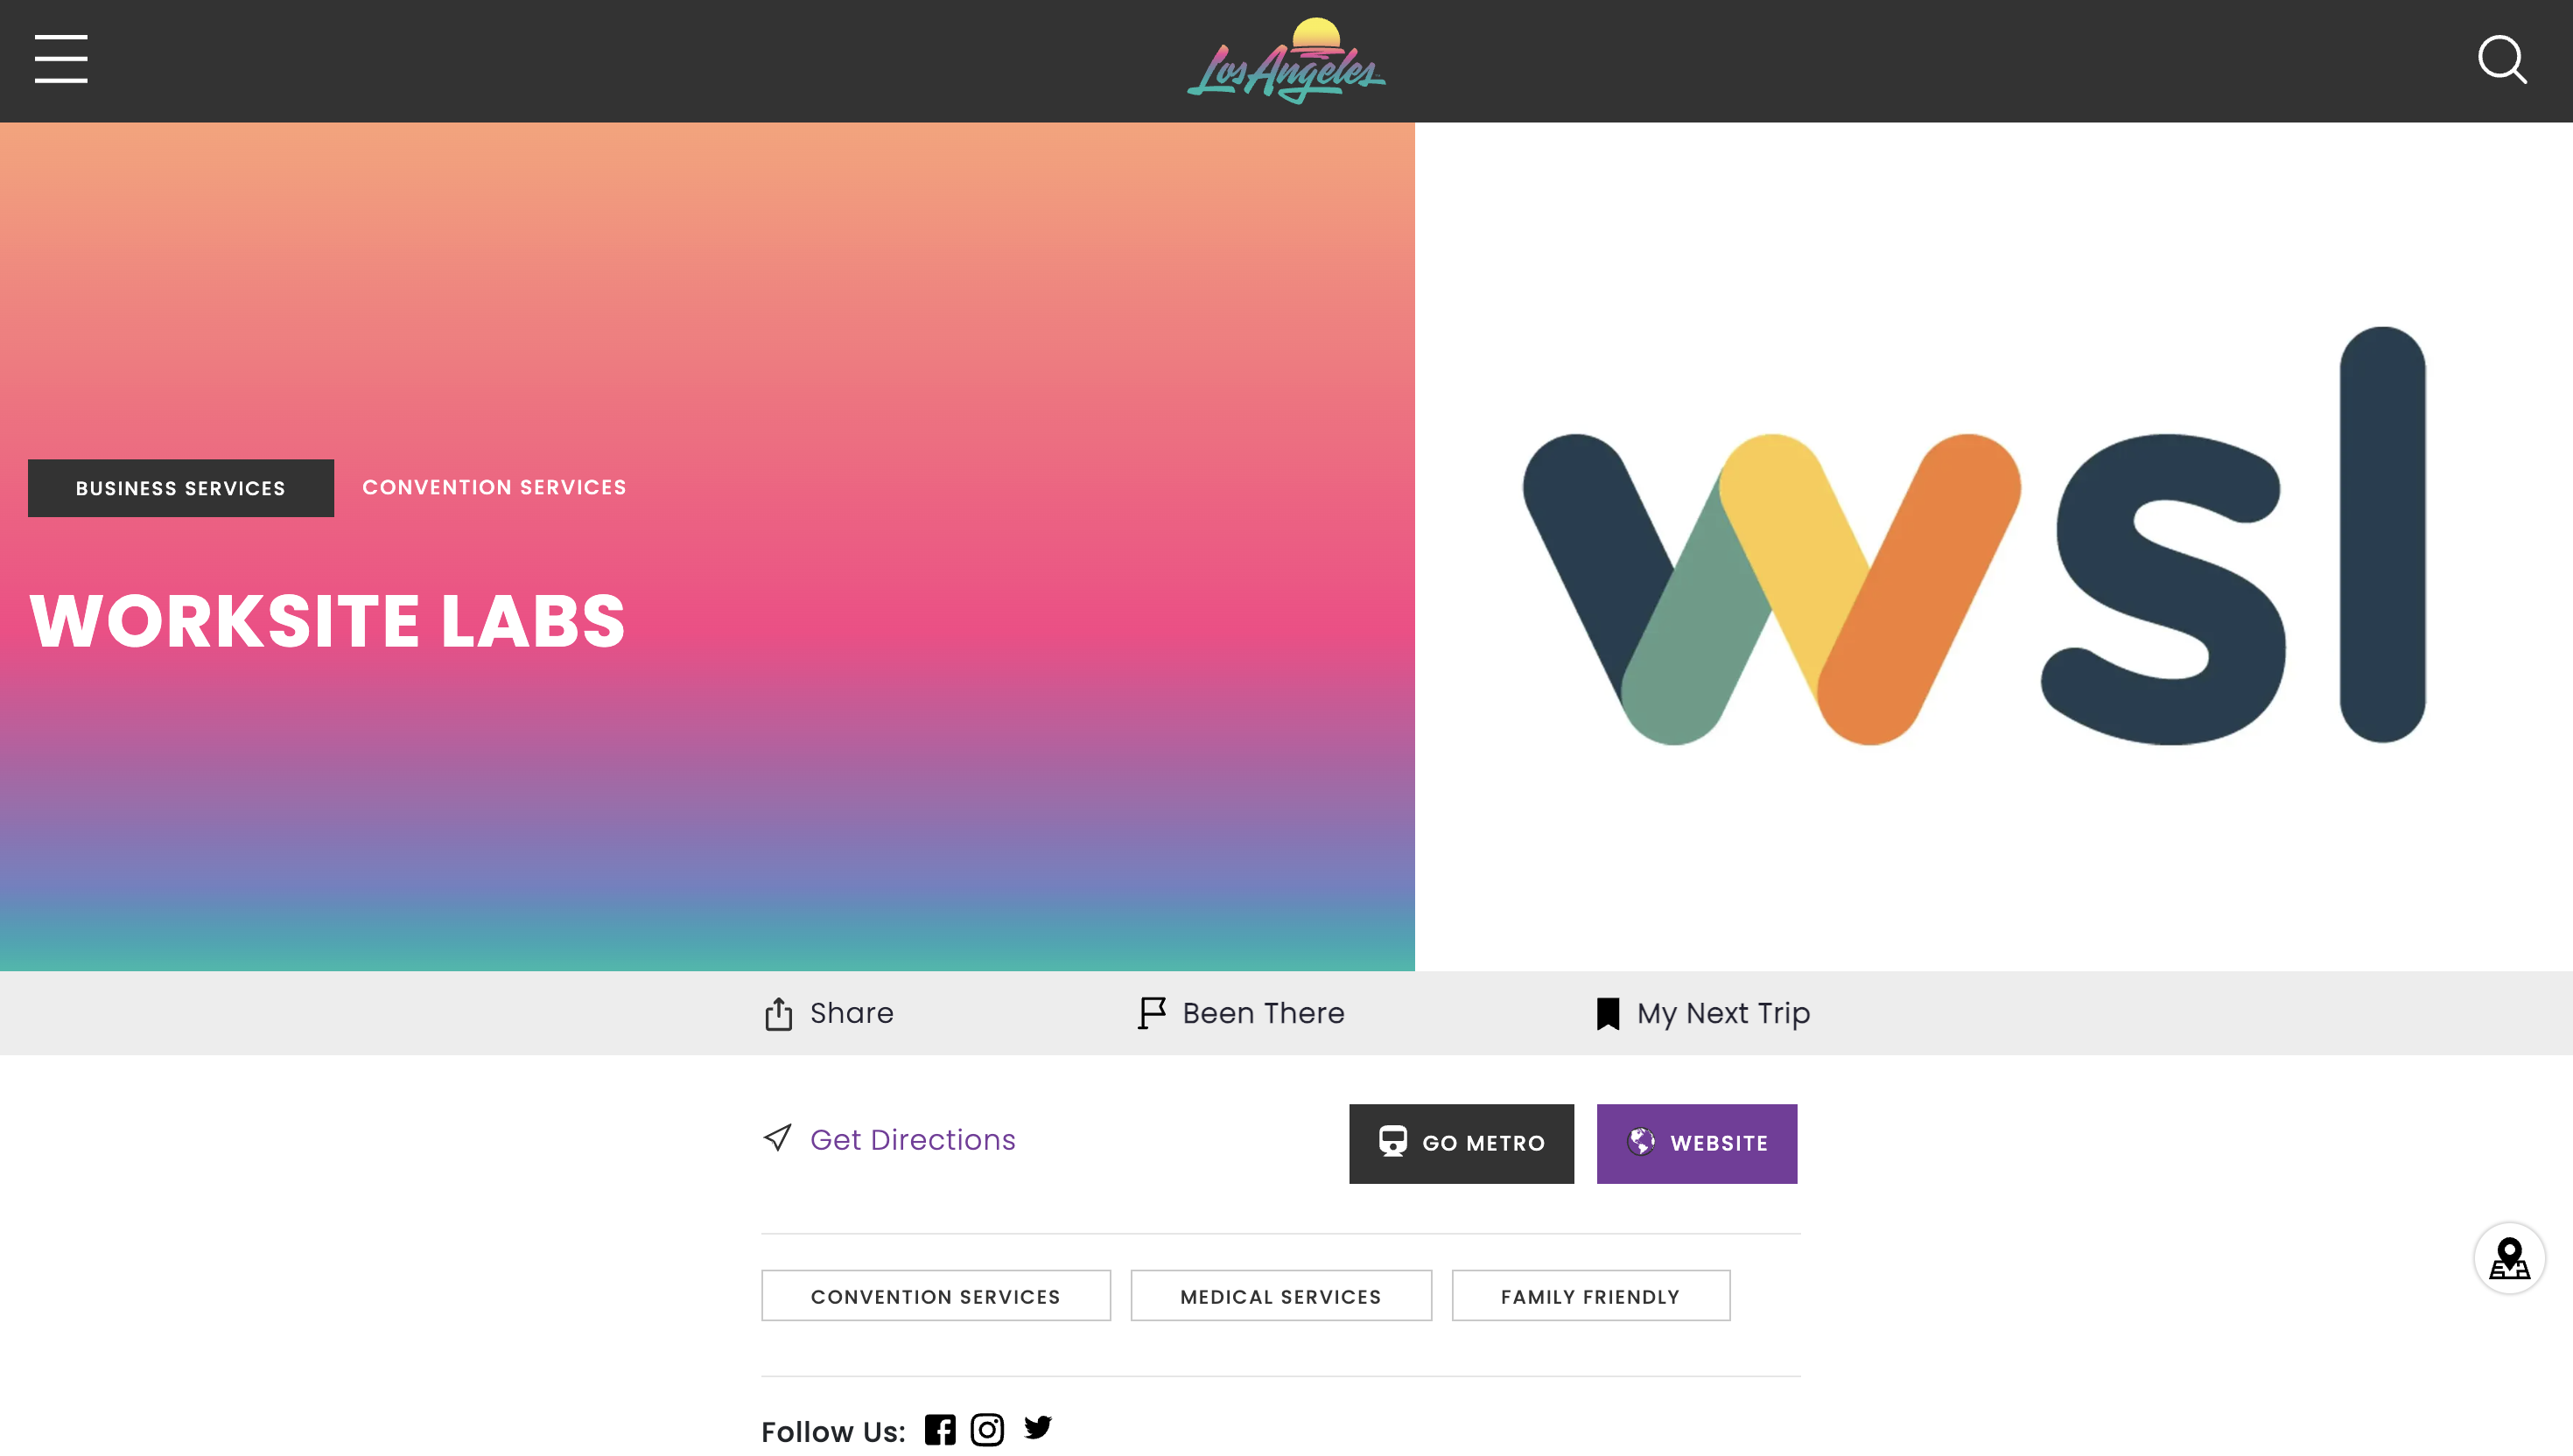 Los Angeles
BUSINESS SERVICES
CONVENTION SERVICES
WORKSITE LABS
wsl
Share
Been There
My Next Trip
Get Directions
GO METRO
WEBSITE
CONVENTION SERVICES
MEDICAL SERVICES
FAMILY FRIENDLY
Follow Us: